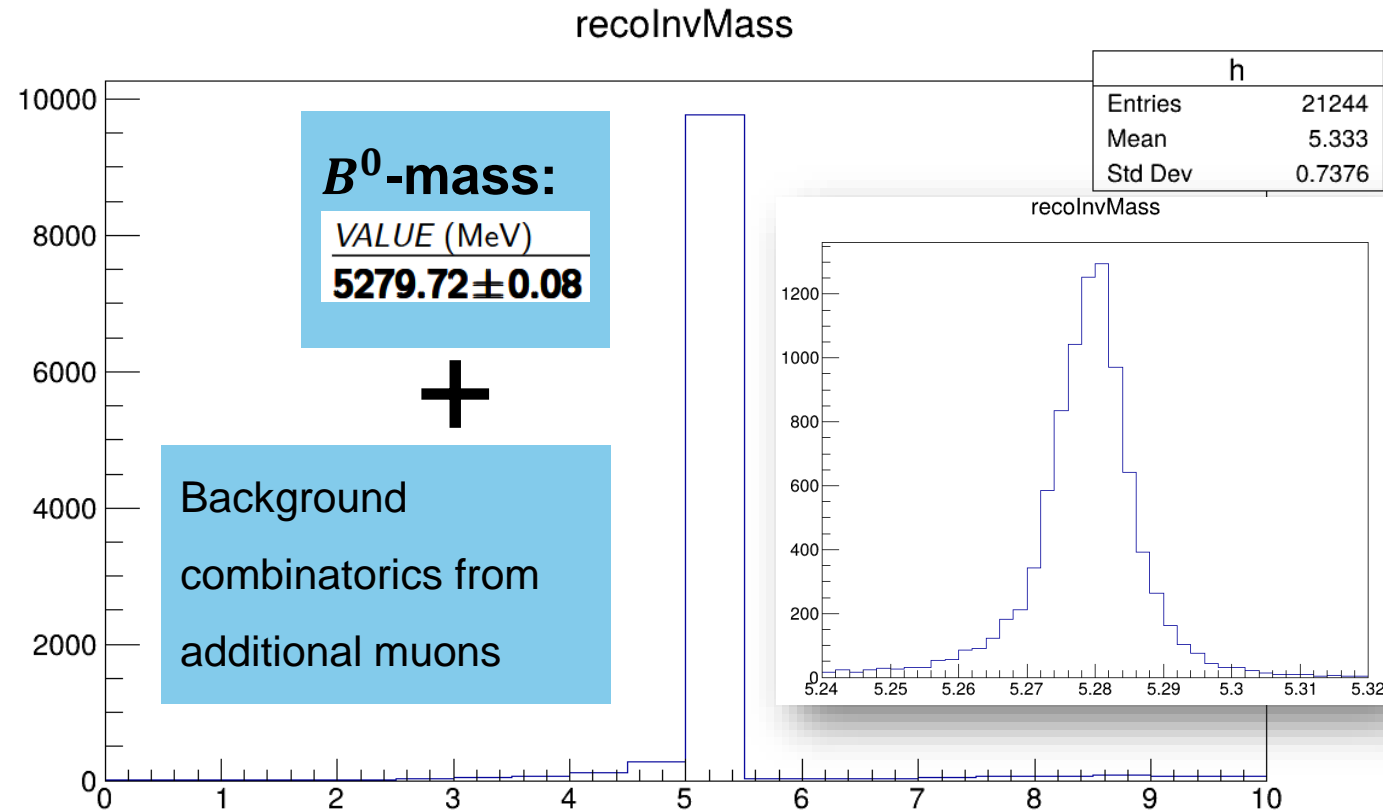 recoInvMass
h
Entries 21244
Mean 5.333
Std Dev 0.7376
10000
8000
6000
4000
2000
0
0 1 2 3 4 5 6 7 8 9 10
B⁰-mass:
VALUE (MeV)
5279.72±0.08
+
Background
combinatorics from
additional muons
recoInvMass
1200
1000
800
600
400
200
0
5.24 5.25 5.26 5.27 5.28 5.29 5.3 5.31 5.32